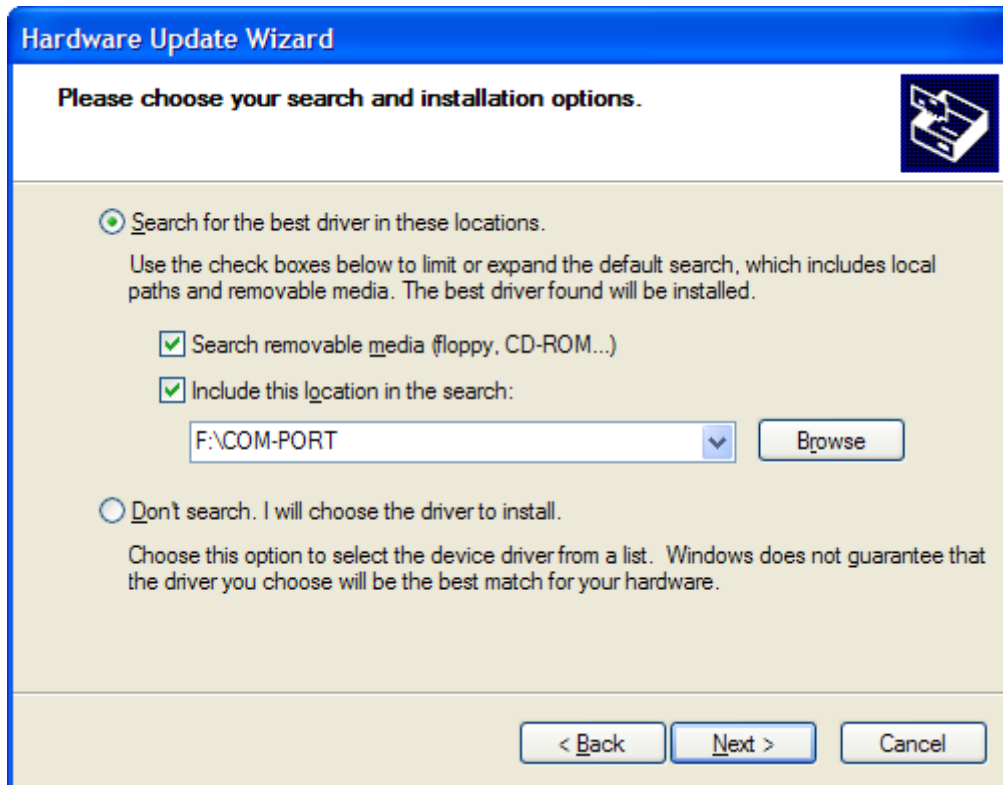 Hardware Update Wizard
Please choose your search and installation options.
Search for the best driver in these locations.
Use the check boxes below to limit or expand the default search, which includes local
paths and removable media. The best driver found will be installed.
Search removable media (floppy, CD-ROM...)
Include this location in the search:
F:\COM-PORT
Browse
Don't search. I will choose the driver to install.
Choose this option to select the device driver from a list.  Windows does not guarantee that
the driver you choose will be the best match for your hardware.
< Back
Next >
Cancel